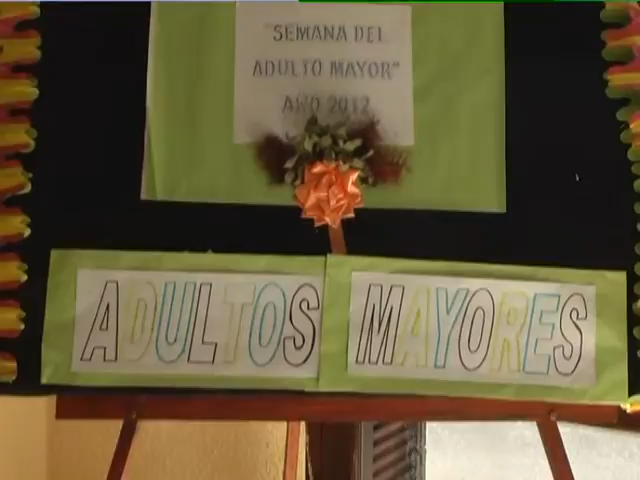 "SEMANA DEL
ADULTO MAYOR"
AÑO 2012
ADULTOS MAYORES